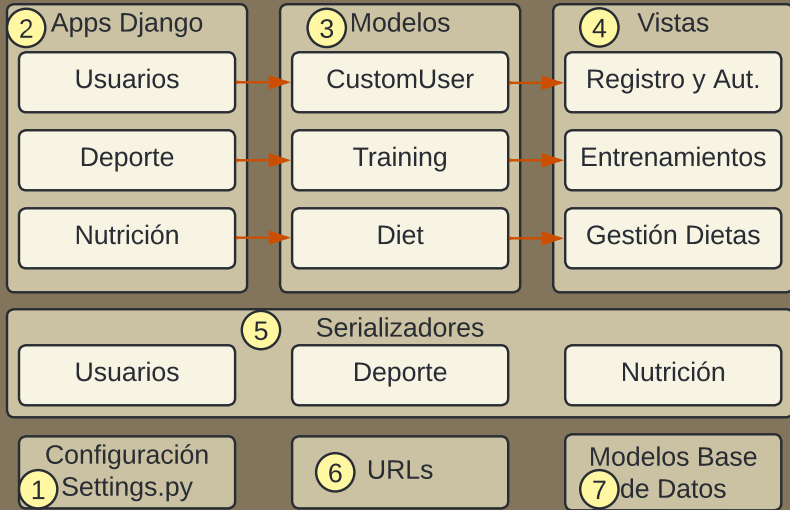 2 Apps Django
Usuarios
Deporte
Nutrición
3 Modelos
CustomUser
Training
Diet
4 Vistas
Registro y Aut.
Entrenamientos
Gestión Dietas
5 Serializadores
Usuarios
Deporte
Nutrición
Configuración
1 Settings.py
6 URLs
Modelos Base
7 de Datos